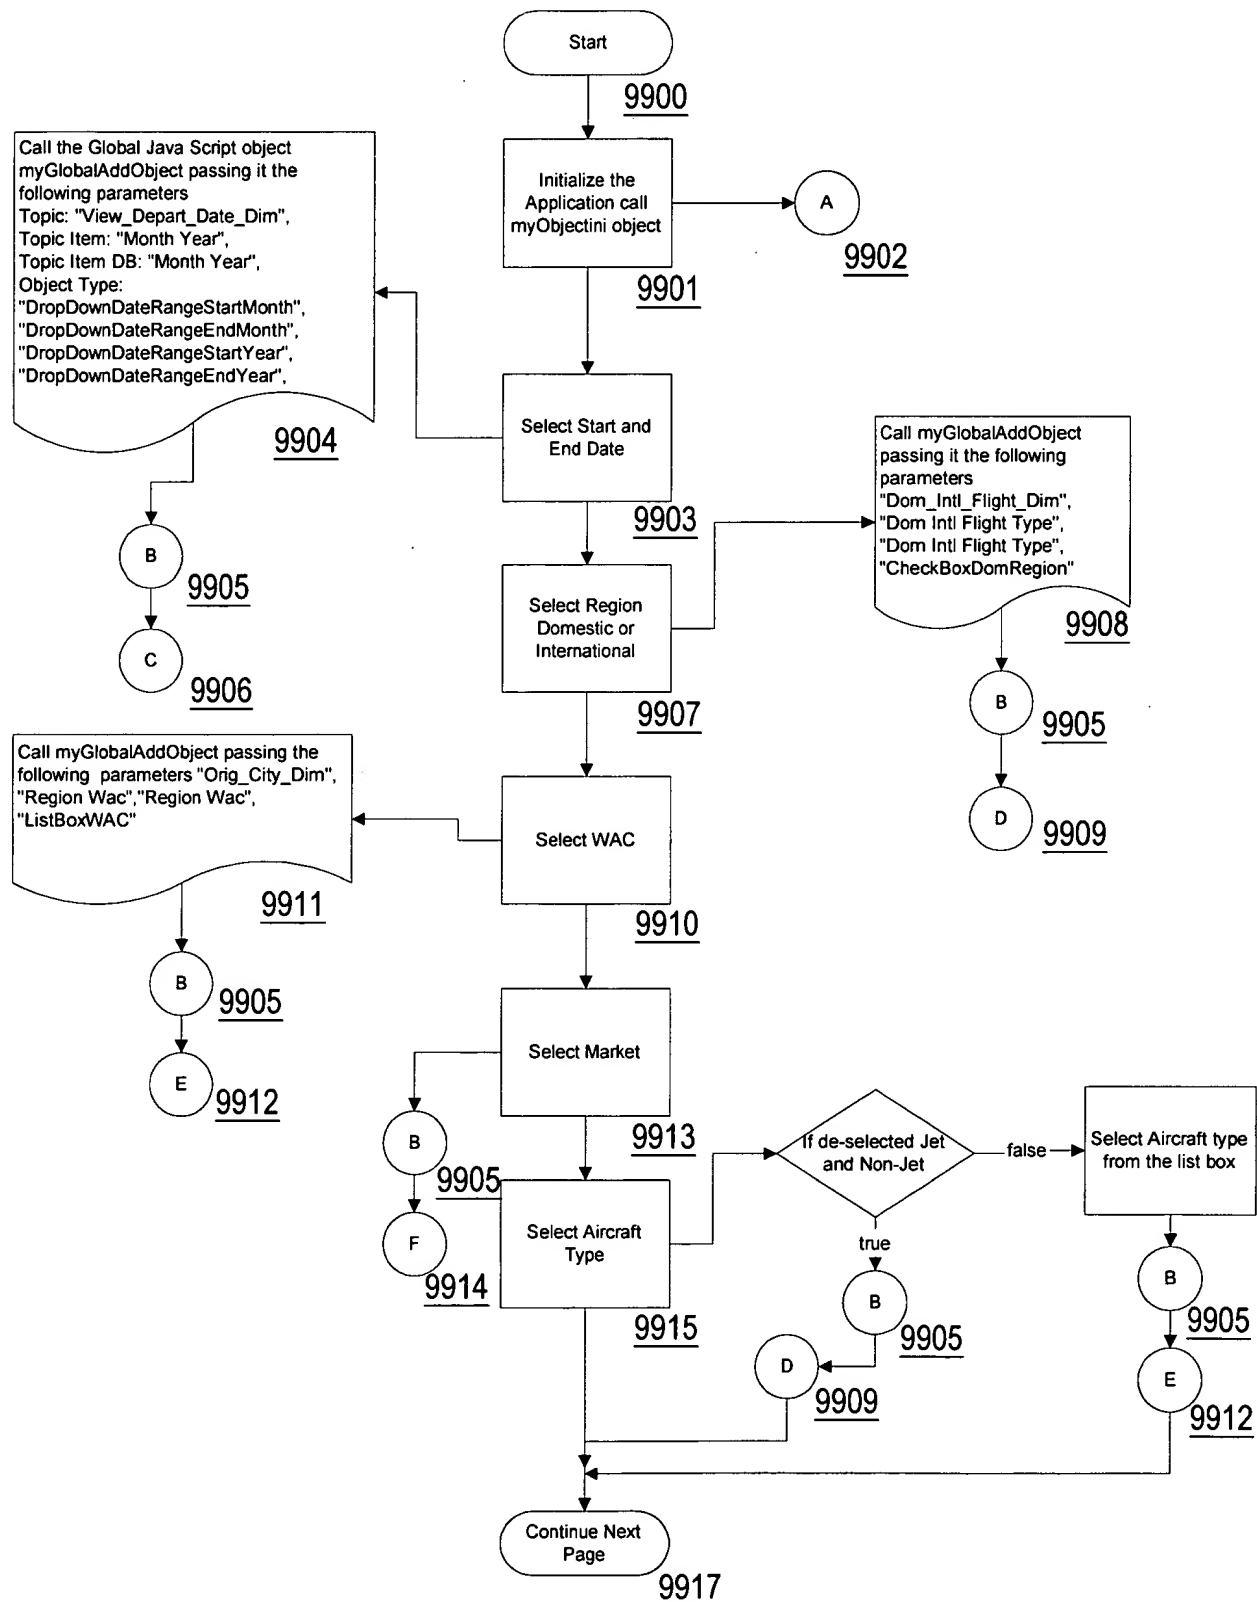 Start
9900
Initialize the
Application call
myObjectini object
9901
A
9902
Call the Global Java Script object
myGlobalAddObject passing it the
following parameters
Topic: "View_Depart_Date_Dim",
Topic Item: "Month Year",
Topic Item DB: "Month Year",
Object Type:
"DropDownDateRangeStartMonth",
"DropDownDateRangeEndMonth",
"DropDownDateRangeStartYear",
"DropDownDateRangeEndYear",
9904
Select Start and
End Date
9903
B
9905
C
9906
Call myGlobalAddObject
passing it the following
parameters
"Dom_Intl_Flight_Dim",
"Dom Intl Flight Type",
"Dom Intl Flight Type",
"CheckBoxDomRegion"
9908
Select Region
Domestic or
International
9907
B
9905
D
9909
Call myGlobalAddObject passing the
following parameters "Orig_City_Dim",
"Region Wac","Region Wac",
"ListBoxWAC"
9911
Select WAC
9910
B
9905
E
9912
Select Market
9913
B
9905
F
9914
Select Aircraft
Type
9915
If de-selected Jet
and Non-Jet
false
true
Select Aircraft type
from the list box
B
9905
D
9909
B
9905
E
9912
Continue Next
Page
9917